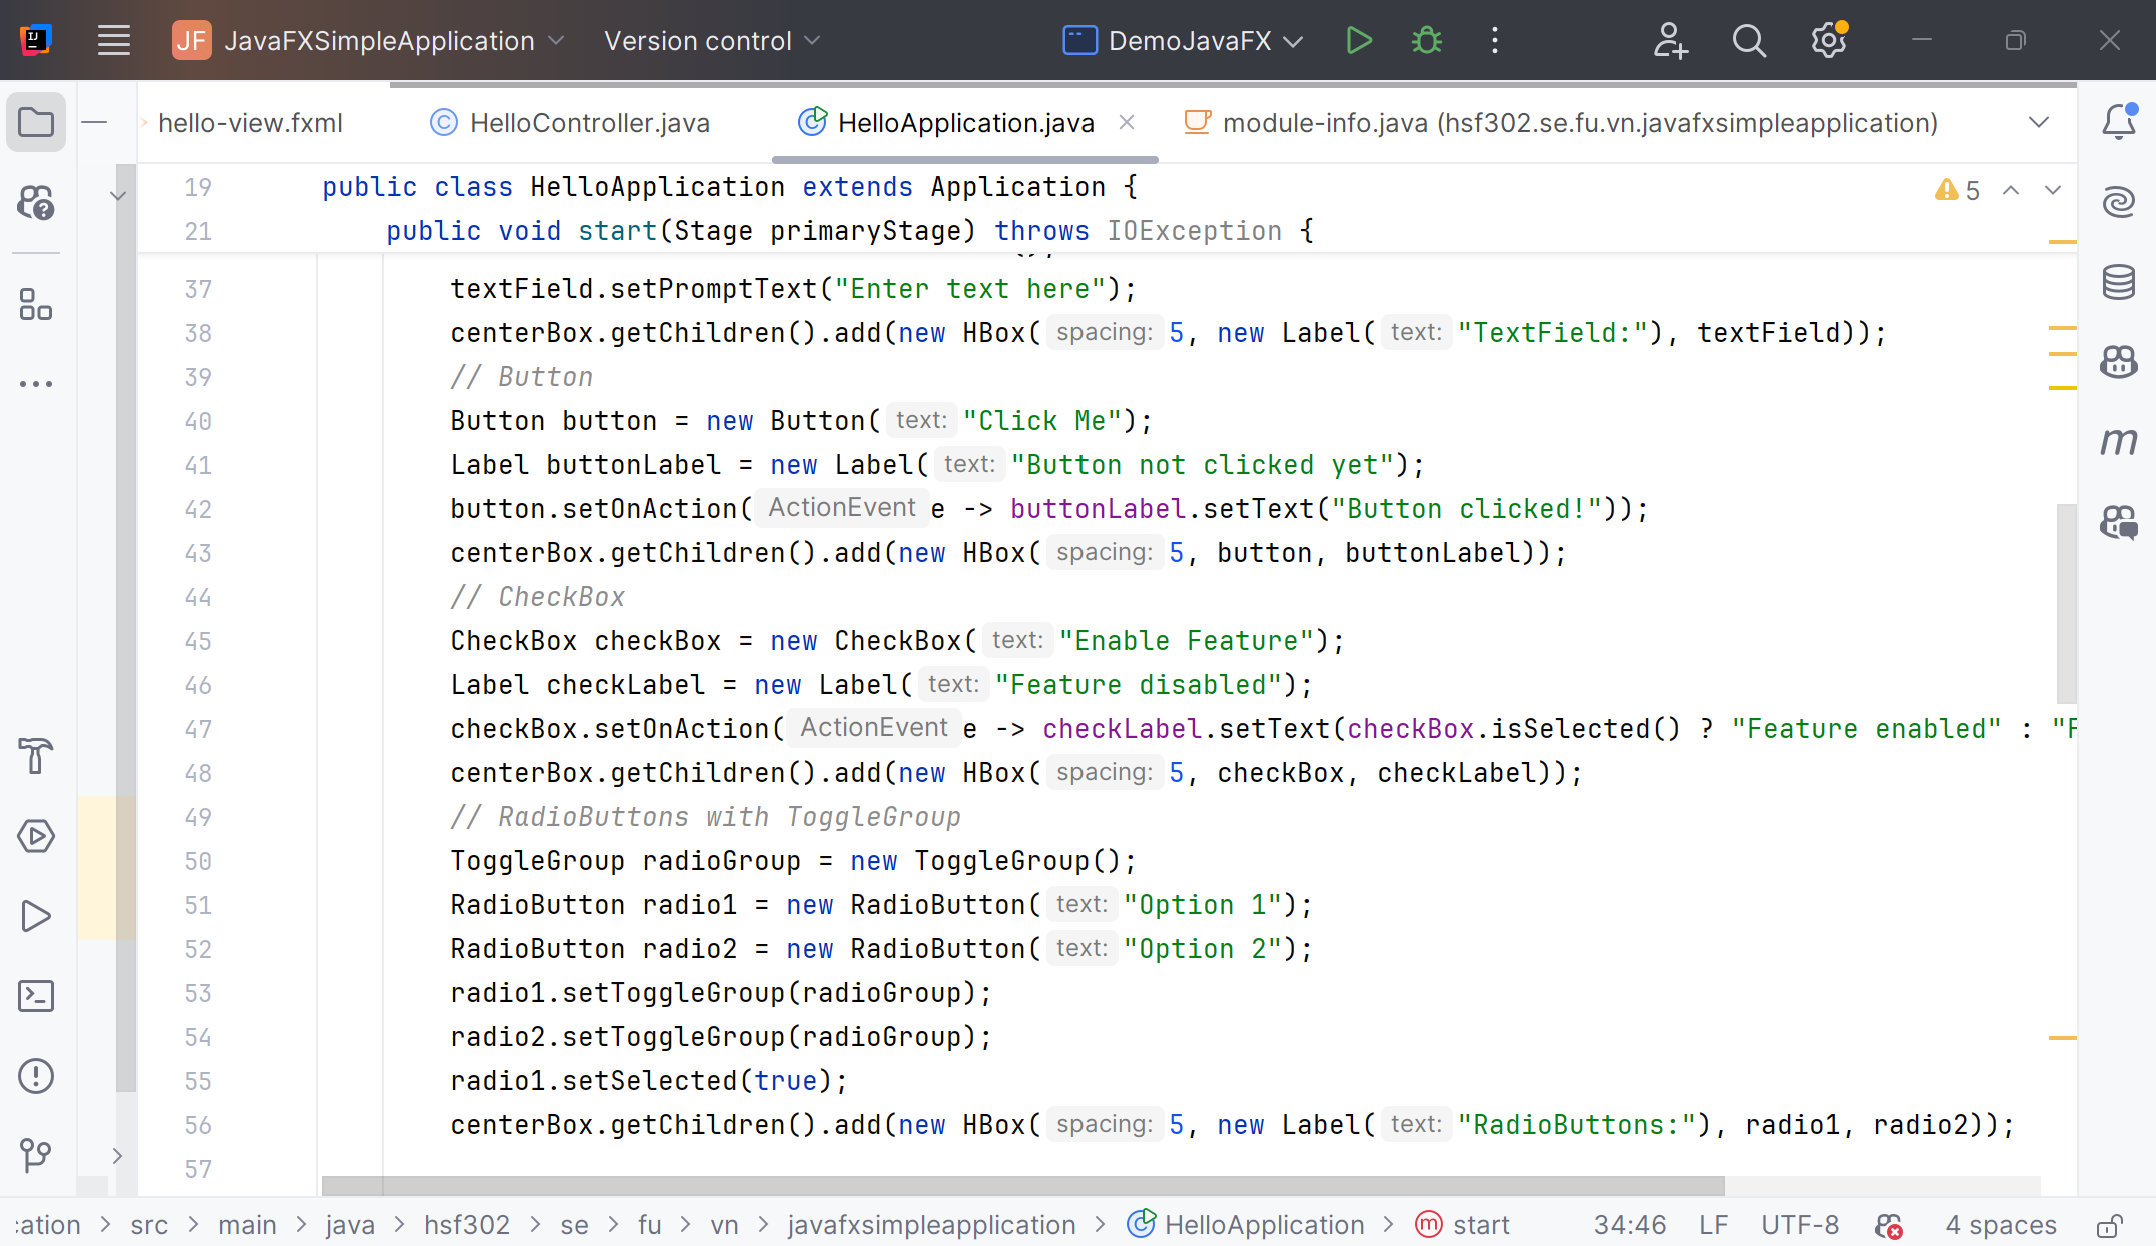 JF JavaFXSimpleApplication Version control DemoJavaFX
hello-view.fxml HelloController.java HelloApplication.java module-info.java (hsf302.se.fu.vn.javafxsimpleapplication)
19 public class HelloApplication extends Application { 5
21 public void start(Stage primaryStage) throws IOException {
37 textField.setPromptText("Enter text here");
38 centerBox.getChildren().add(new HBox( spacing: 5, new Label( text: "TextField:"), textField));
39 // Button
40 Button button = new Button( text: "Click Me");
41 Label buttonLabel = new Label( text: "Button not clicked yet");
42 button.setOnAction( ActionEvent e -> buttonLabel.setText("Button clicked!"));
43 centerBox.getChildren().add(new HBox( spacing: 5, button, buttonLabel));
44 // CheckBox
45 CheckBox checkBox = new CheckBox( text: "Enable Feature");
46 Label checkLabel = new Label( text: "Feature disabled");
47 checkBox.setOnAction( ActionEvent e -> checkLabel.setText(checkBox.isSelected() ? "Feature enabled" : "F
48 centerBox.getChildren().add(new HBox( spacing: 5, checkBox, checkLabel));
49 // RadioButtons with ToggleGroup
50 ToggleGroup radioGroup = new ToggleGroup();
51 RadioButton radio1 = new RadioButton( text: "Option 1");
52 RadioButton radio2 = new RadioButton( text: "Option 2");
53 radio1.setToggleGroup(radioGroup);
54 radio2.setToggleGroup(radioGroup);
55 radio1.setSelected(true);
56 centerBox.getChildren().add(new HBox( spacing: 5, new Label( text: "RadioButtons:"), radio1, radio2));
57
cation > src > main > java > hsf302 > se > fu > vn > javafxsimpleapplication > HelloApplication > start 34:46 LF UTF-8 4 spaces